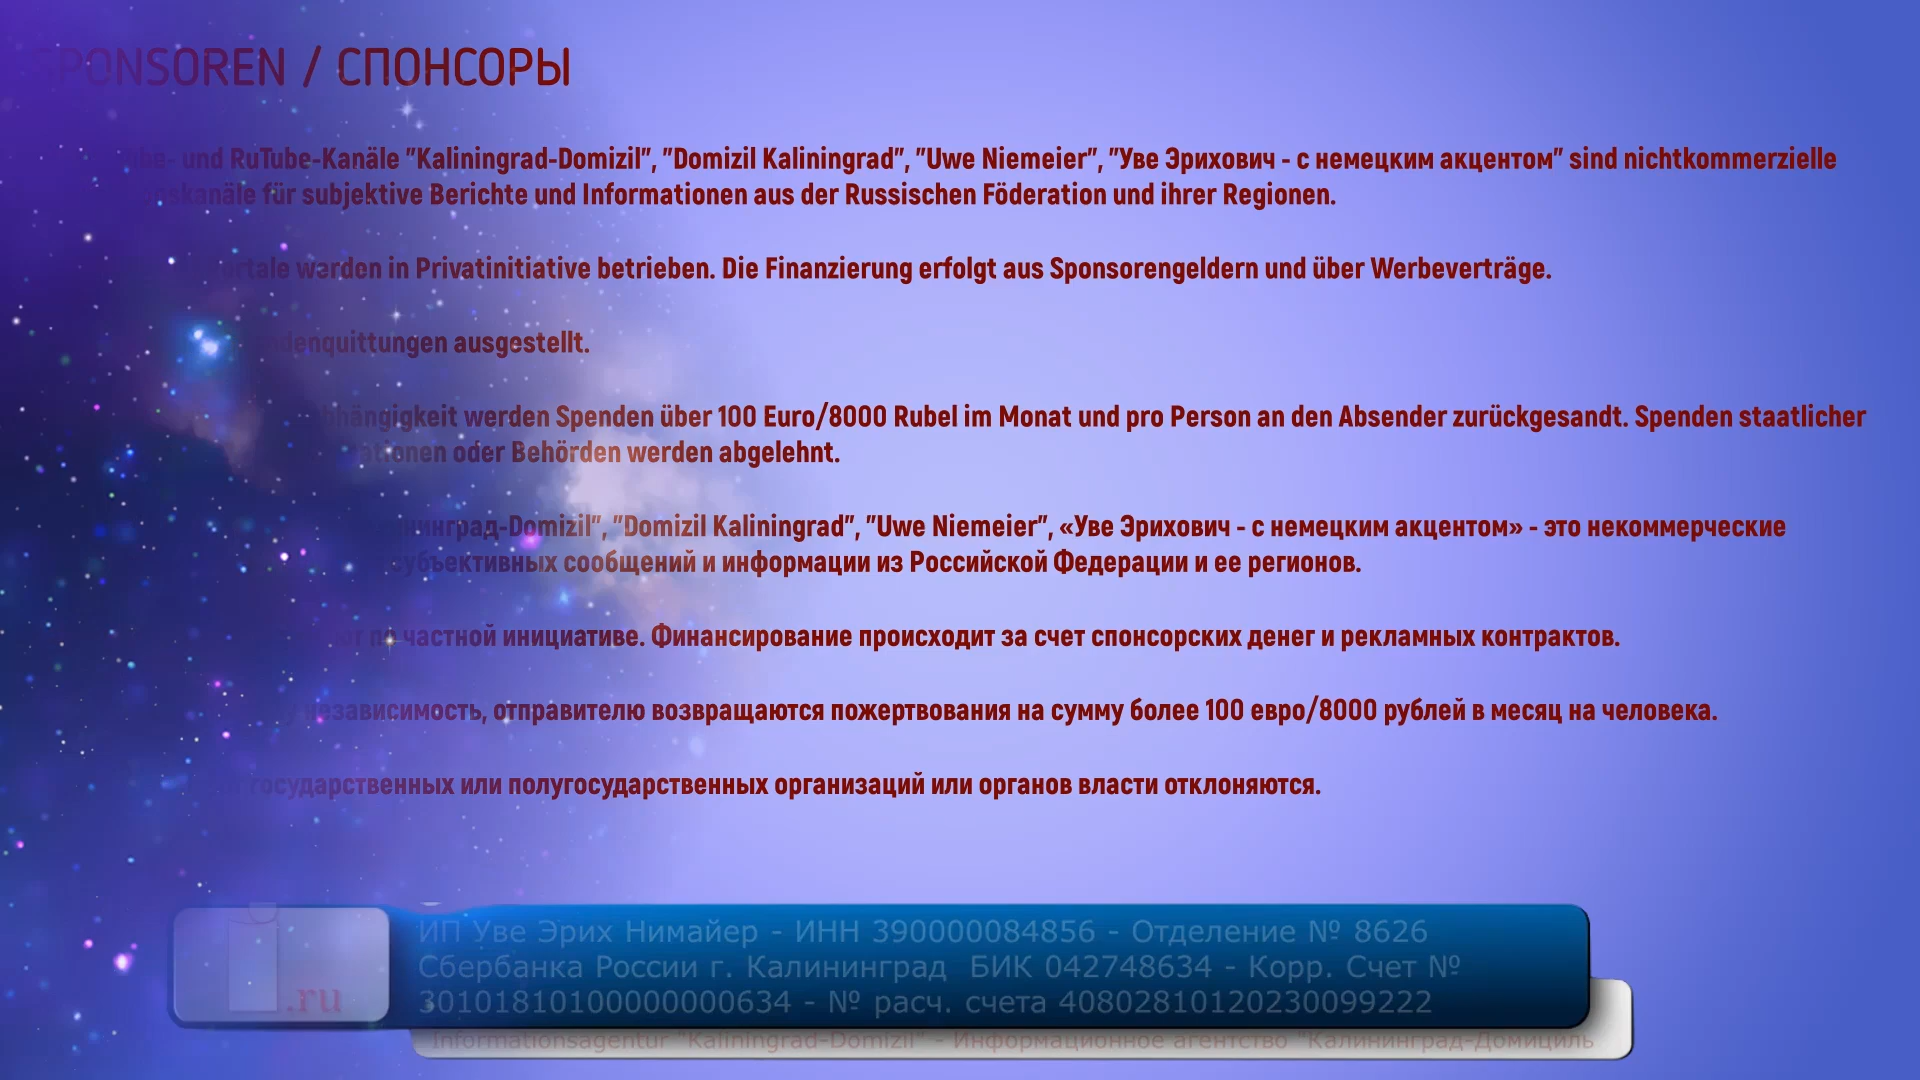 SPONSOREN / СПОНСОРЫ
und RuTube-Kanäle "Kaliningrad-Domizil", "Domizil Kaliningrad", "Uwe Niemeier", "Уве Эрихович - с немецким акцентом" sind nichtkommerzielle
für subjektive Berichte und Informationen aus der Russischen Föderation und ihrer Regionen.
werden in Privatinitiative betrieben. Die Finanzierung erfolgt aus Sponsorengeldern und über Werbeverträge.
ausgestellt.
werden Spenden über 100 Euro/8000 Rubel im Monat und pro Person an den Absender zurückgesandt. Spenden staatlicher
oder Behörden werden abgelehnt.
"Domizil Kaliningrad", "Uwe Niemeier", «Уве Эрихович - с немецким акцентом» - это некоммерческие
субъективных сообщений и информации из Российской Федерации и ее регионов.
по частной инициативе. Финансирование происходит за счет спонсорских денег и рекламных контрактов.
независимость, отправителю возвращаются пожертвования на сумму более 100 евро/8000 рублей в месяц на человека.
государственных или полугосударственных организаций или органов власти отклоняются.
ИП Уве Эрих Нимайер - ИНН 390000084856 - Отделение № 8626
Сбербанка России г. Калининград БИК 042748634 - Корр. Счет №
30101810100000000634 - № расч. счета 40802810120230099222
.ru
Informationsagentur "Kaliningrad-Domizil" - Информационное агентство "Калининград-Домициль